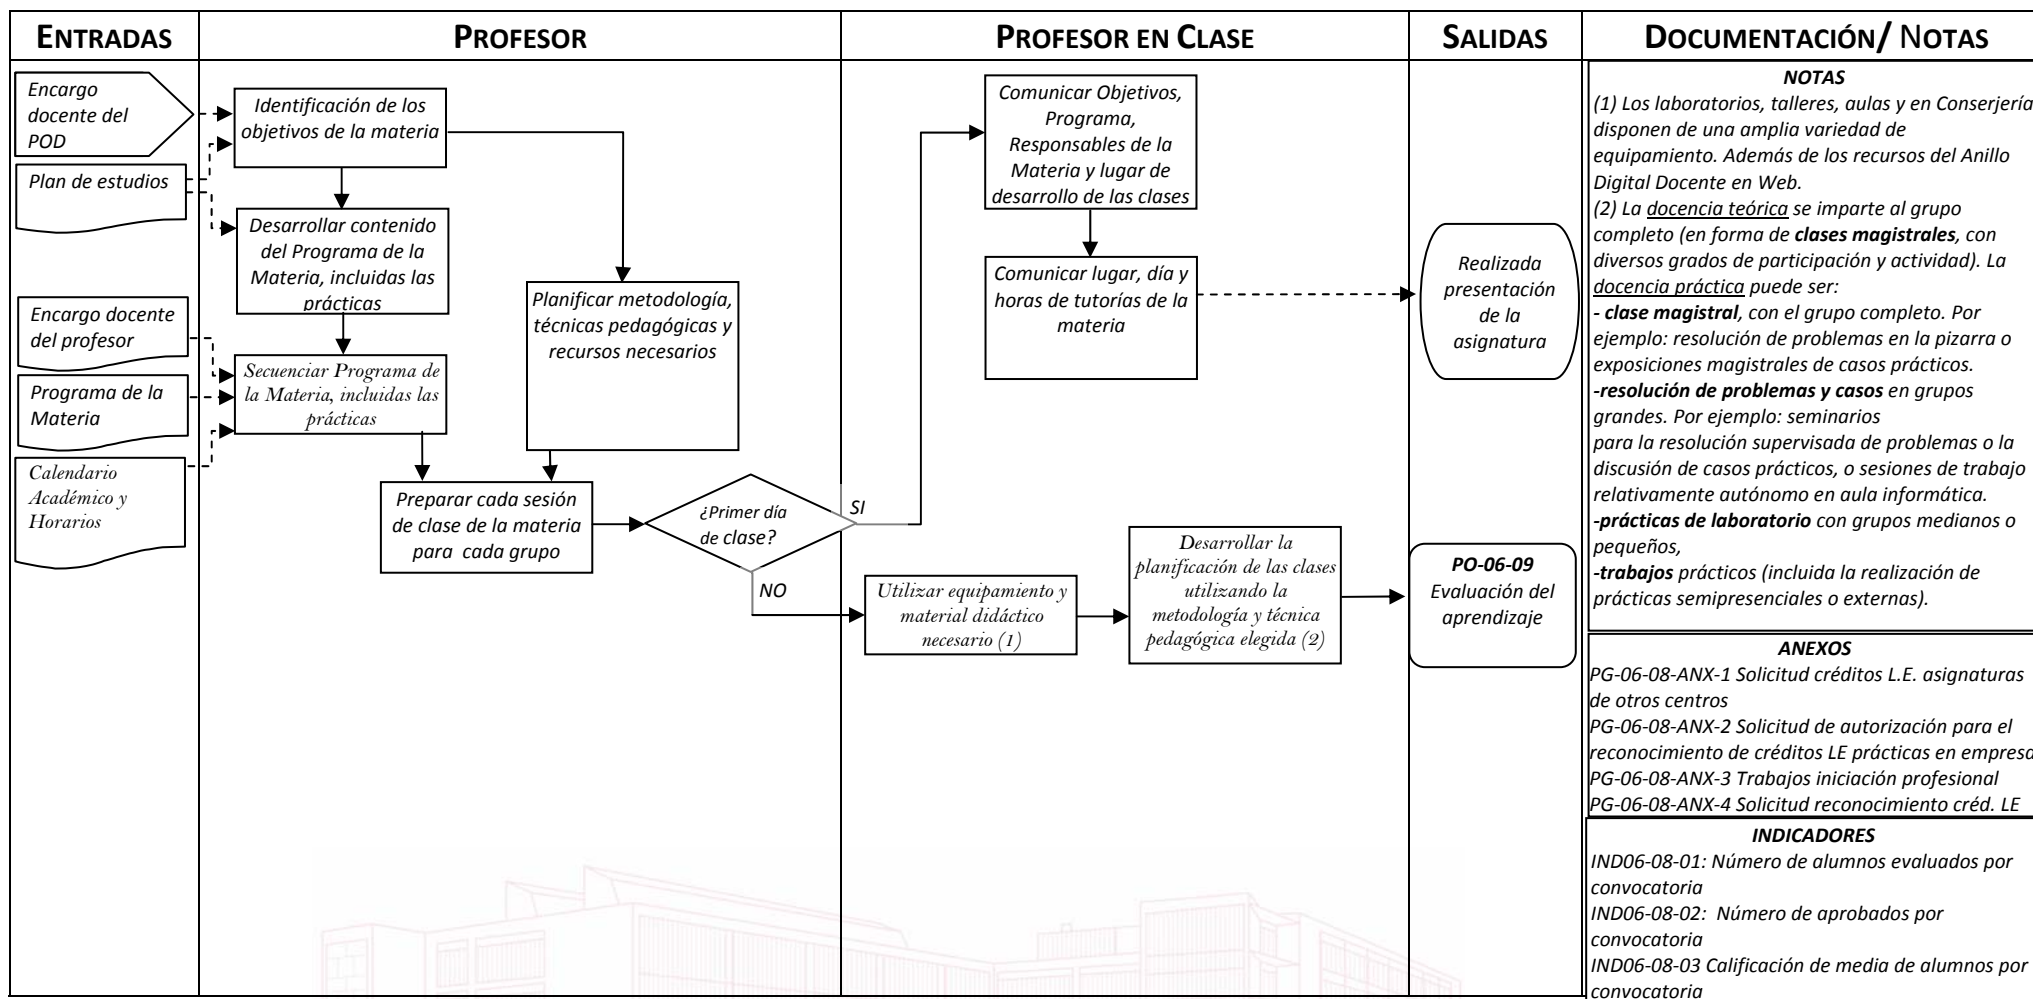 ENTRADAS
PROFESOR
PROFESOR EN CLASE
SALIDAS
DOCUMENTACIÓN/ NOTAS
Encargo
docente del
POD
Plan de estudios
Encargo docente
del profesor
Programa de la
Materia
Calendario
Académico y
Horarios
Identificación de los
objetivos de la materia
Desarrollar contenido
del Programa de la
Materia, incluidas las
prácticas
Secuenciar Programa de
la Materia, incluidas las
prácticas
Planificar metodología,
técnicas pedagógicas y
recursos necesarios
Preparar cada sesión
de clase de la materia
para cada grupo
¿Primer día
de clase?
SI
NO
Comunicar Objetivos,
Programa,
Responsables de la
Materia y lugar de
desarrollo de las clases
Comunicar lugar, día y
horas de tutorías de la
materia
Utilizar equipamiento y
material didáctico
necesario (1)
Desarrollar la
planificación de las clases
utilizando la
metodología y técnica
pedagógica elegida (2)
Realizada
presentación
de la
asignatura
PO-06-09
Evaluación del
aprendizaje
NOTAS
(1) Los laboratorios, talleres, aulas y en Conserjería
disponen de una amplia variedad de
equipamiento. Además de los recursos del Anillo
Digital Docente en Web.
(2) La docencia teórica se imparte al grupo
completo (en forma de clases magistrales, con
diversos grados de participación y actividad). La
docencia práctica puede ser:
- clase magistral, con el grupo completo. Por
ejemplo: resolución de problemas en la pizarra o
exposiciones magistrales de casos prácticos.
-resolución de problemas y casos en grupos
grandes. Por ejemplo: seminarios
para la resolución supervisada de problemas o la
discusión de casos prácticos, o sesiones de trabajo
relativamente autónomo en aula informática.
-prácticas de laboratorio con grupos medianos o
pequeños,
-trabajos prácticos (incluida la realización de
prácticas semipresenciales o externas).
ANEXOS
PG-06-08-ANX-1 Solicitud créditos L.E. asignaturas
de otros centros
PG-06-08-ANX-2 Solicitud de autorización para el
reconocimiento de créditos LE prácticas en empresa
PG-06-08-ANX-3 Trabajos iniciación profesional
PG-06-08-ANX-4 Solicitud reconocimiento créd. LE
INDICADORES
IND06-08-01: Número de alumnos evaluados por
convocatoria
IND06-08-02: Número de aprobados por
convocatoria
IND06-08-03 Calificación de media de alumnos por
convocatoria